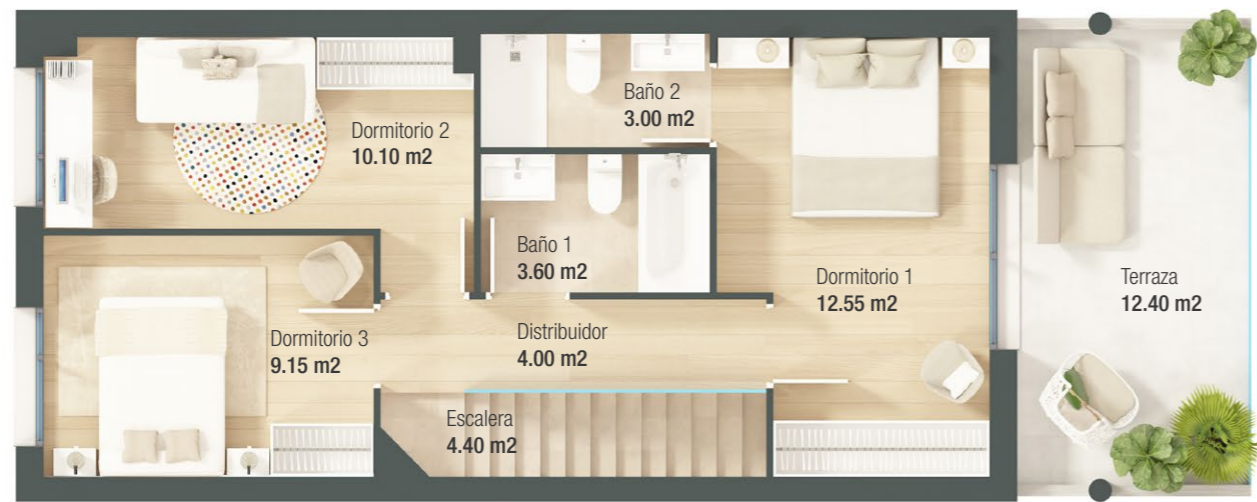 Dormitorio 2
10.10 m2
Baño 2
3.00 m2
Baño 1
3.60 m2
Dormitorio 1
12.55 m2
Terraza
12.40 m2
Dormitorio 3
9.15 m2
Distribuidor
4.00 m2
Escalera
4.40 m2